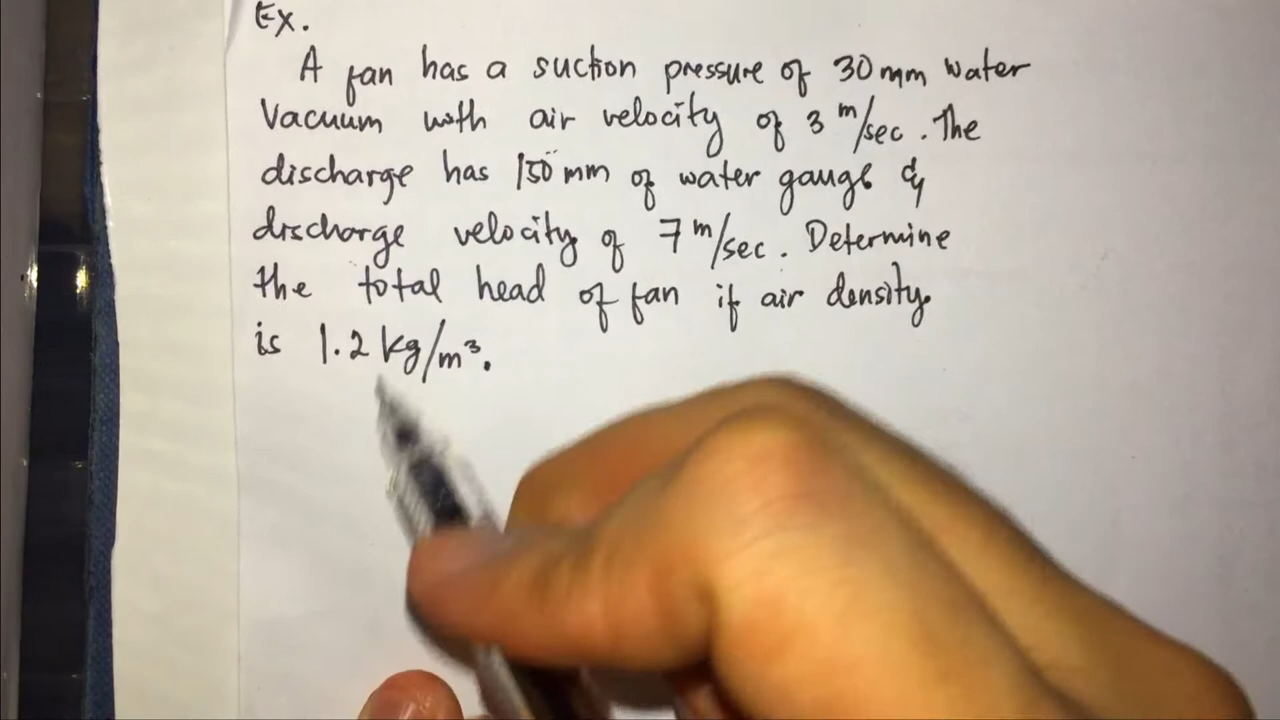 Ex.
A fan has a suction pressure of 30 mm water
Vacuum with air velocity of 3 m/sec. The
discharge has 150 mm of water gauge &
discharge velocity of 7 m/sec. Determine
the total head of fan if air density
is 1.2 kg/m³.